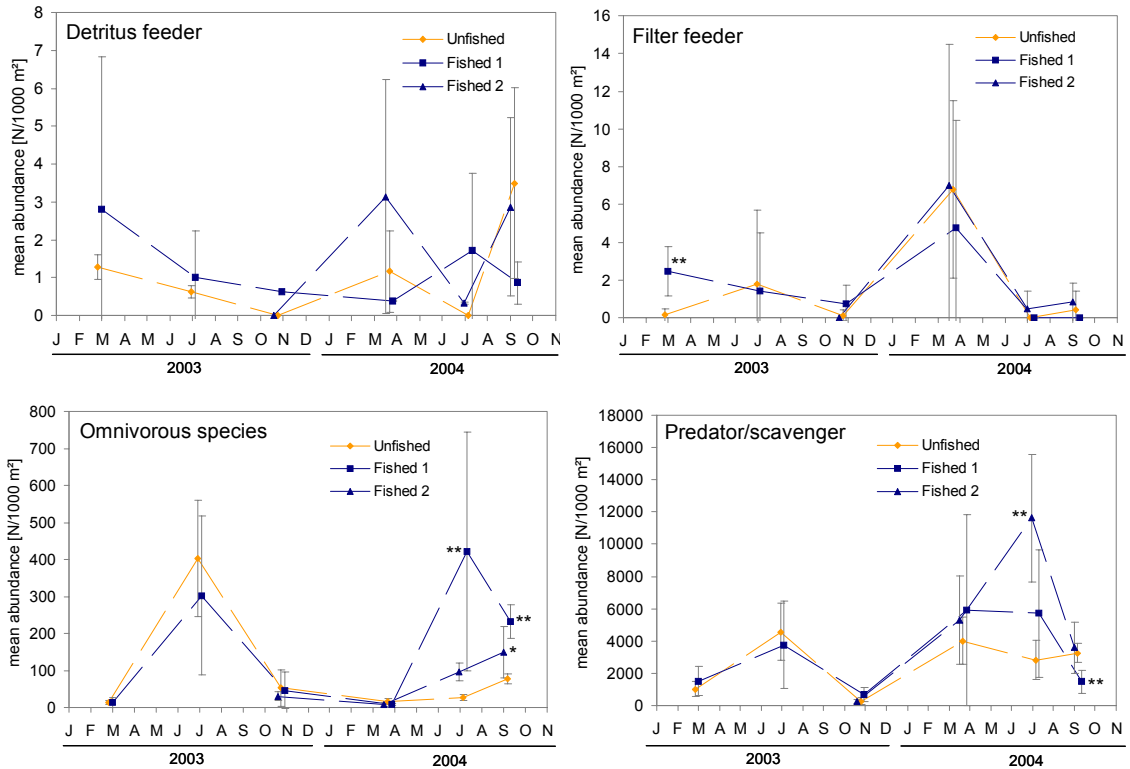 Detritus feeder
Unfished
Fished 1
Fished 2
mean abundance [N/1000 m²]
8
7
6
5
4
3
2
1
0
J F M A M J J A S O N D J F M A M J J A S O N
2003 2004
Filter feeder
Unfished
Fished 1
Fished 2
mean abundance [N/1000 m²]
16
14
12
10
8
6
4
2
0
**
J F M A M J J A S O N D J F M A M J J A S O N
2003 2004
Omnivorous species
Unfished
Fished 1
Fished 2
mean abundance [N/1000 m²]
800
700
600
500
400
300
200
100
0
**
**
*
J F M A M J J A S O N D J F M A M J J A S O N
2003 2004
Predator/scavenger
Unfished
Fished 1
Fished 2
mean abundance [N/1000 m²]
18000
16000
14000
12000
10000
8000
6000
4000
2000
0
**
**
J F M A M J J A S O N D J F M A M J J A S O N
2003 2004